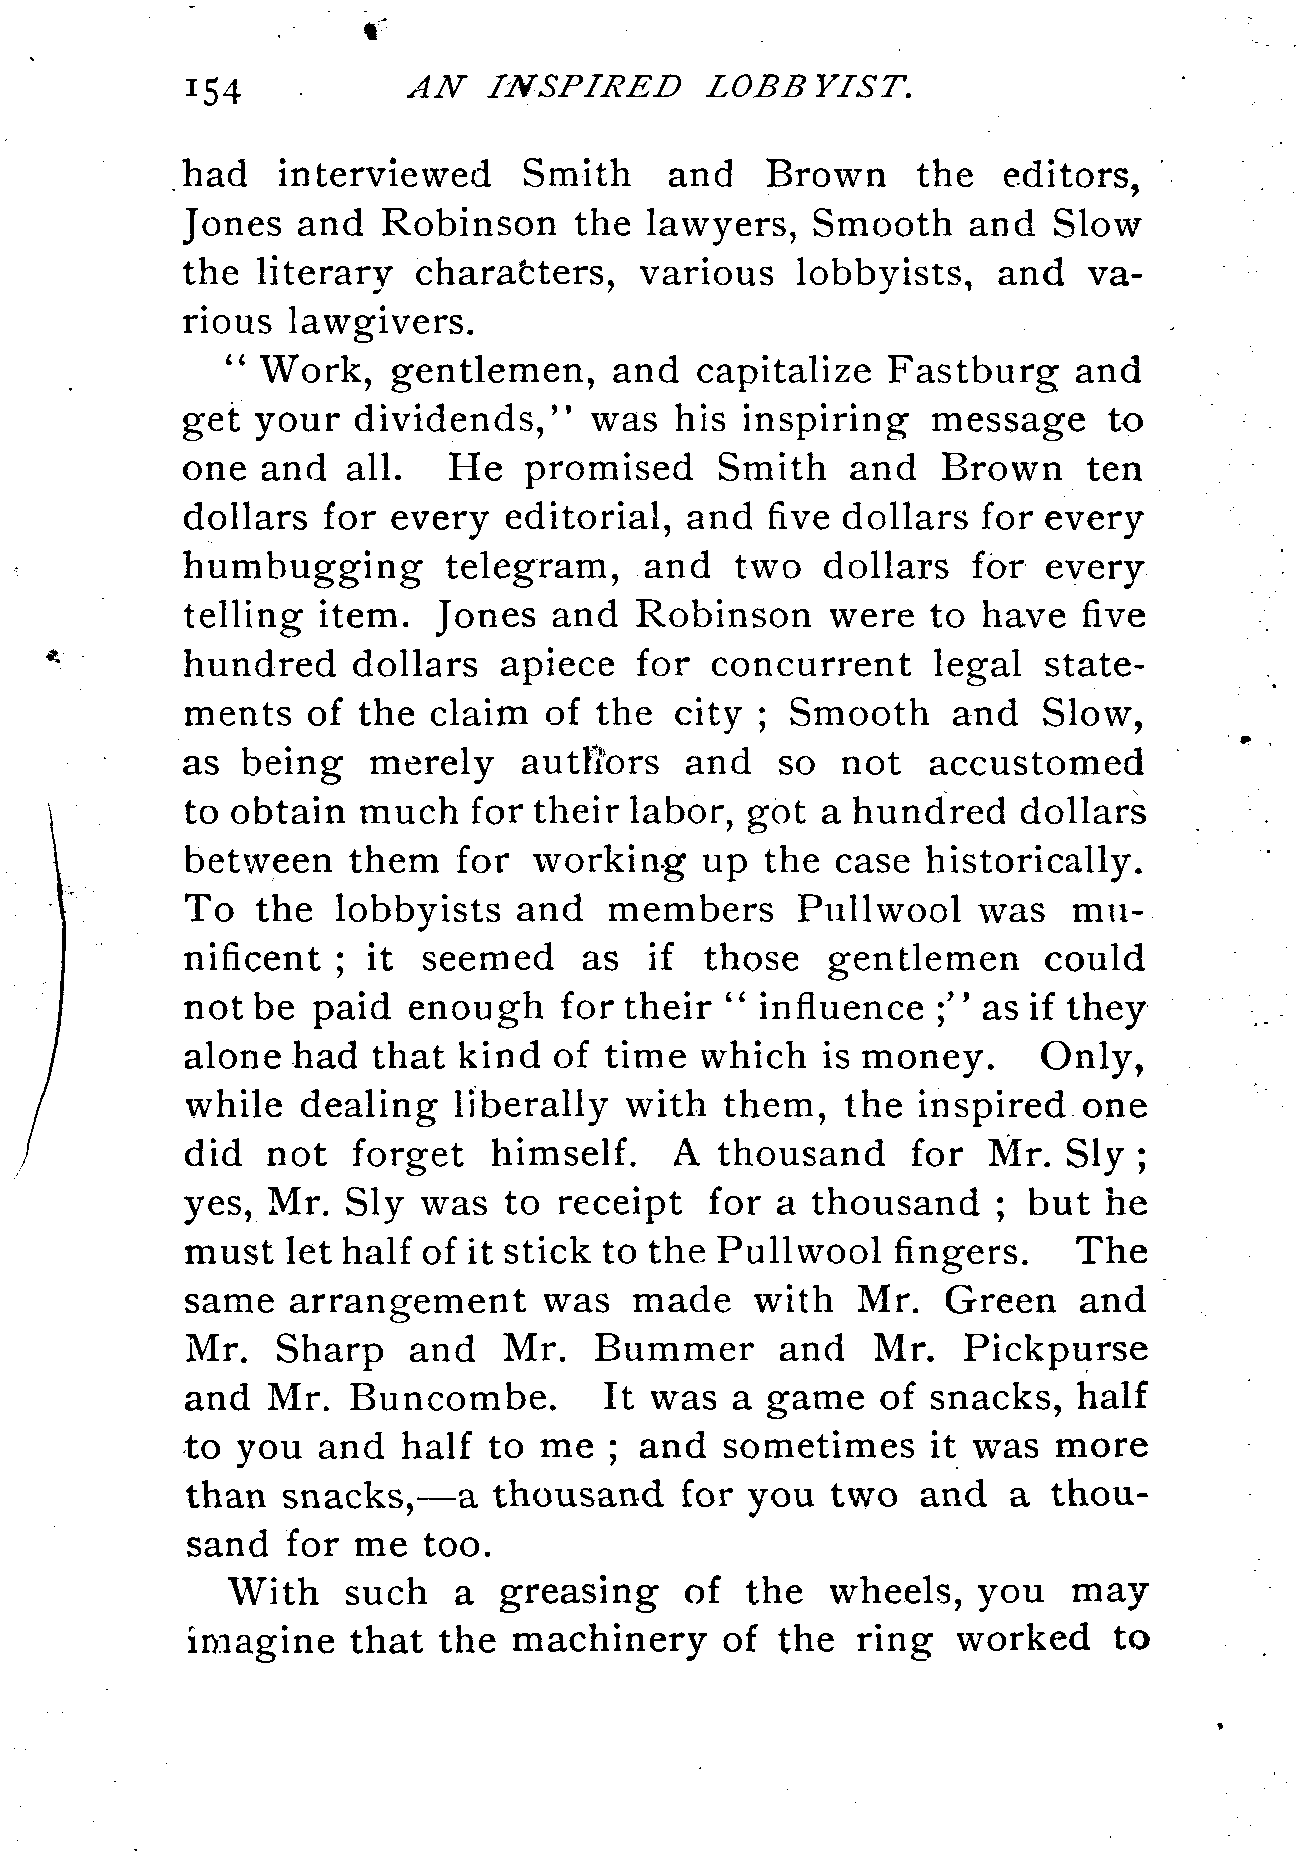 154 AN INSPIRED LOBBYIST.
had interviewed Smith and Brown the editors,
Jones and Robinson the lawyers, Smooth and Slow
the literary characters, various lobbyists, and va-
rious lawgivers.
“ Work, gentlemen, and capitalize Fastburg and
get your dividends,” was his inspiring message to
one and all. He promised Smith and Brown ten
dollars for every editorial, and five dollars for every
humbugging telegram, and two dollars for every
telling item. Jones and Robinson were to have five
hundred dollars apiece for concurrent legal state-
ments of the claim of the city ; Smooth and Slow,
as being merely authors and so not accustomed
to obtain much for their labor, got a hundred dollars
between them for working up the case historically.
To the lobbyists and members Pullwool was mu-
nificent ; it seemed as if those gentlemen could
not be paid enough for their “ influence ;” as if they
alone had that kind of time which is money. Only,
while dealing liberally with them, the inspired one
did not forget himself. A thousand for Mr. Sly ;
yes, Mr. Sly was to receipt for a thousand ; but he
must let half of it stick to the Pullwool fingers. The
same arrangement was made with Mr. Green and
Mr. Sharp and Mr. Bummer and Mr. Pickpurse
and Mr. Buncombe. It was a game of snacks, half
to you and half to me ; and sometimes it was more
than snacks,—a thousand for you two and a thou-
sand for me too.
With such a greasing of the wheels, you may
imagine that the machinery of the ring worked to